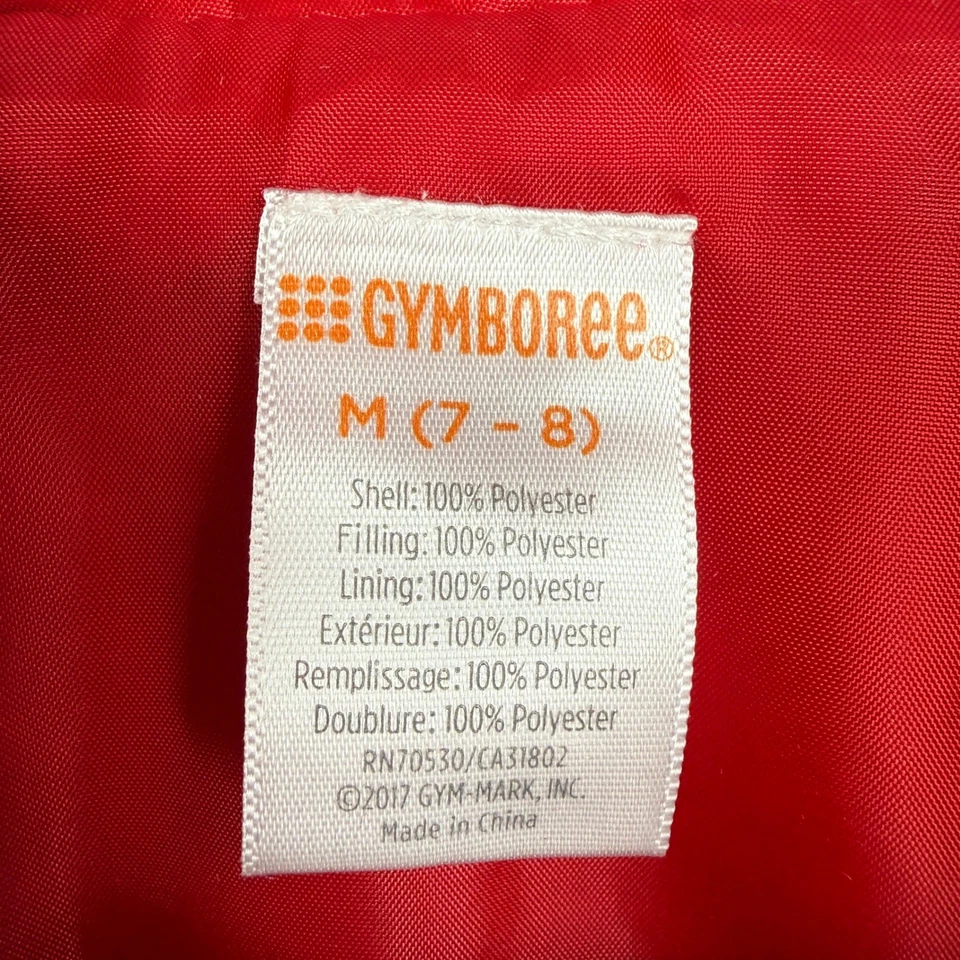 GYMBOREE®
M (7 - 8)
Shell: 100% Polyester
Filling: 100% Polyester
Lining: 100% Polyester
Extérieur: 100% Polyester
Remplissage: 100% Polyester
Doublure: 100% Polyester
RN70530/CA31802
©2017 GYM-MARK, INC.
Made in China